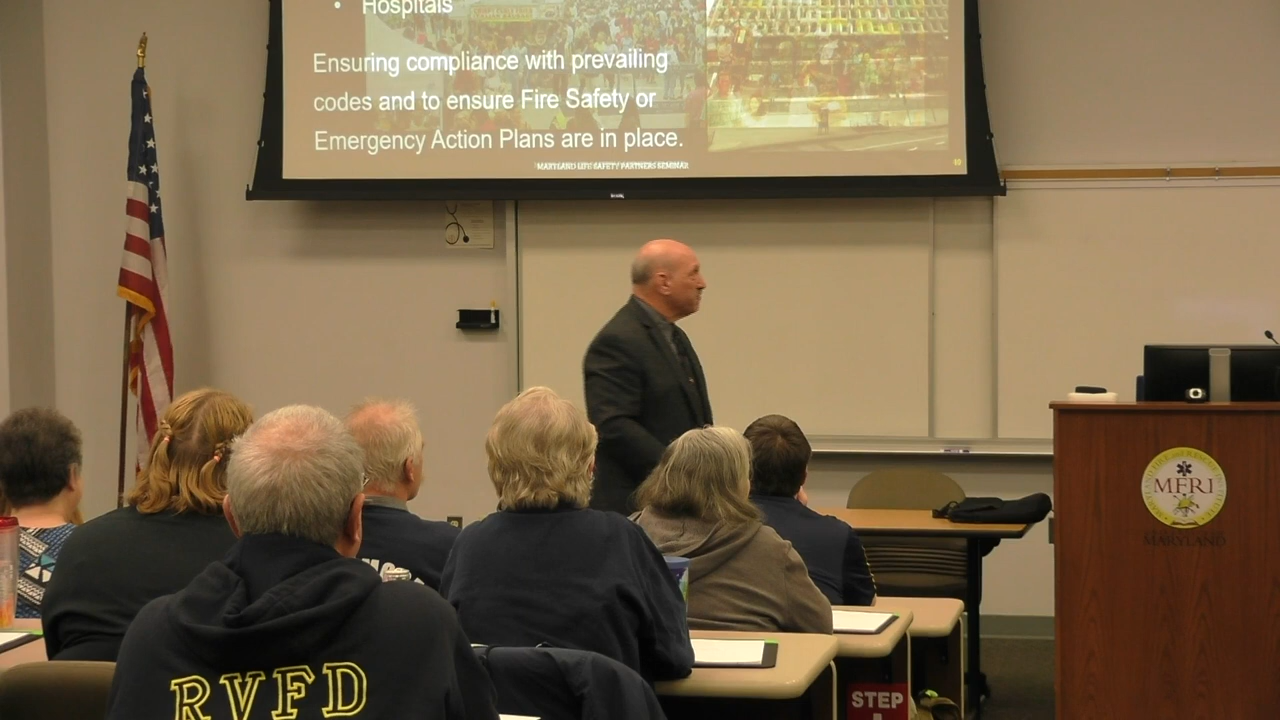 • Hospitals
Ensuring compliance with prevailing
codes and to ensure Fire Safety or
Emergency Action Plans are in place.
MARYLAND LIFE SAFETY PARTNERS SEMINAR
MFRI
MARYLAND
RVFD
STEP